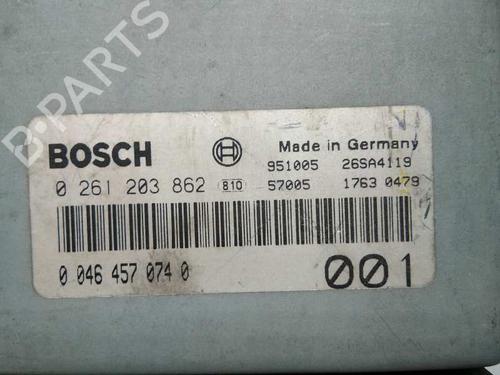 BOSCH
Made in Germany
951005 26SA4119
0 261 203 862 810 57005 1763 0479
0 046 457 074 0
001
B-PARTS